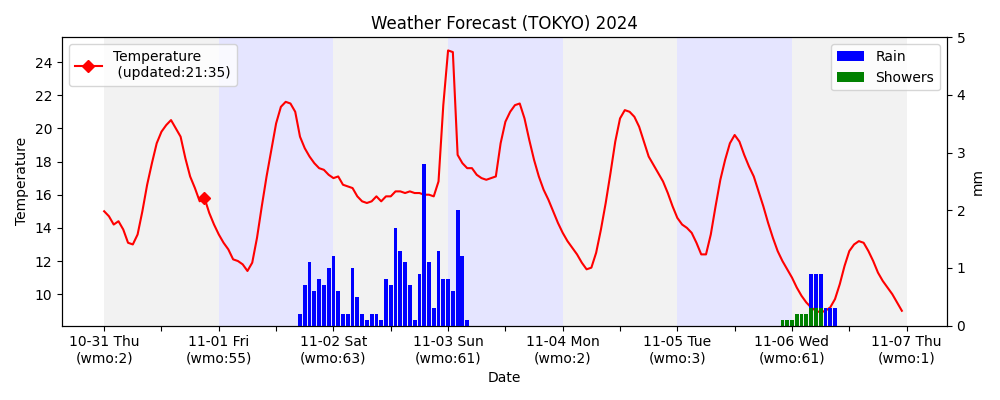 Weather Forecast (TOKYO) 2024
Temperature
(updated:21:35)
Rain
Showers
Temperature
24
22
20
18
16
14
12
10
5
4
3
2
1
0
mm
10-31 Thu
(wmo:2)
11-01 Fri
(wmo:55)
11-02 Sat
(wmo:63)
11-03 Sun
(wmo:61)
11-04 Mon
(wmo:2)
11-05 Tue
(wmo:3)
11-06 Wed
(wmo:61)
11-07 Thu
(wmo:1)
Date